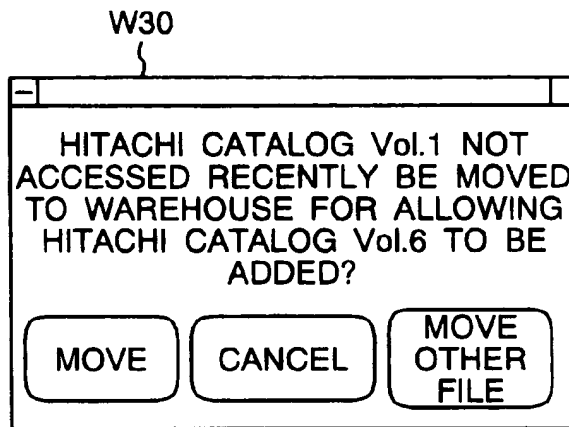 W30
HITACHI CATALOG Vol.1 NOT
ACCESSED RECENTLY BE MOVED
TO WAREHOUSE FOR ALLOWING
HITACHI CATALOG Vol.6 TO BE
ADDED?
MOVE
CANCEL
MOVE
OTHER
FILE